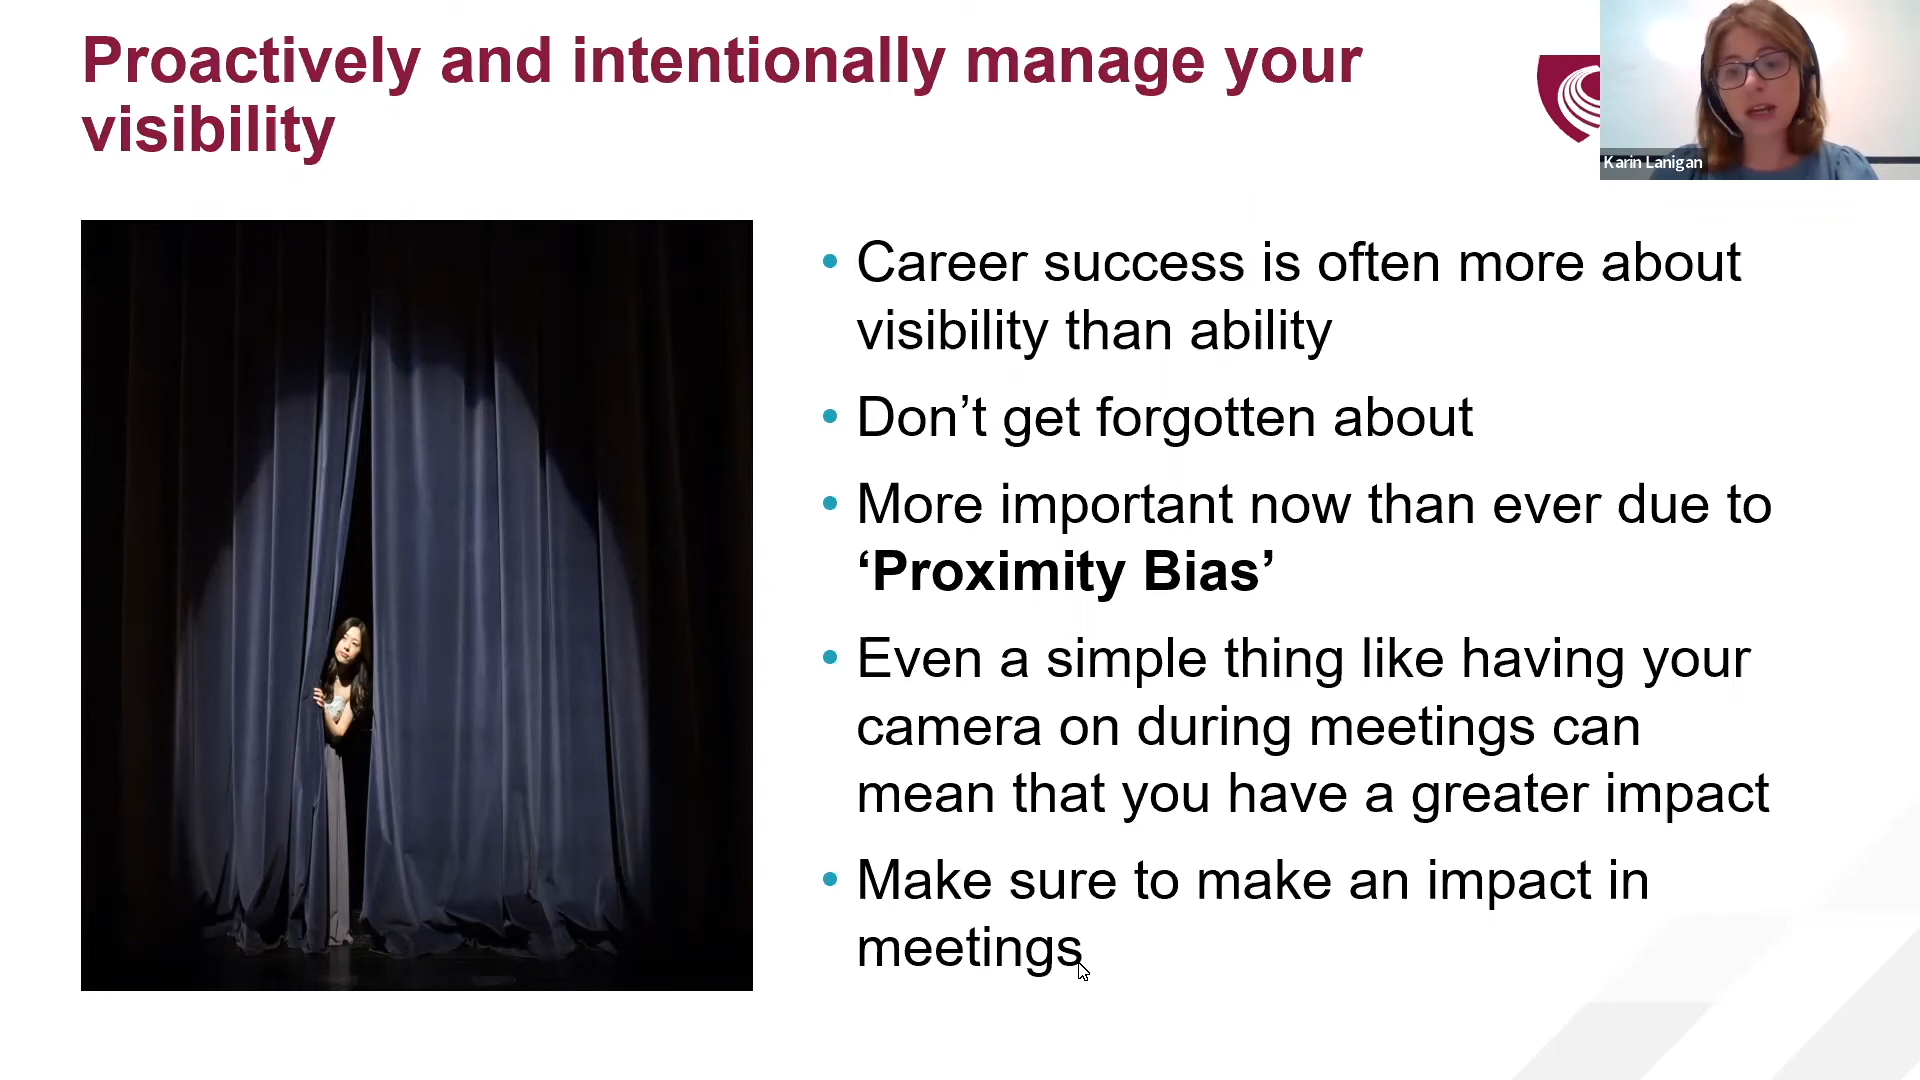 Proactively and intentionally manage your
visibility
Karin Lanigan
• Career success is often more about
visibility than ability
• Don’t get forgotten about
• More important now than ever due to
‘Proximity Bias’
• Even a simple thing like having your
camera on during meetings can
mean that you have a greater impact
• Make sure to make an impact in
meetings